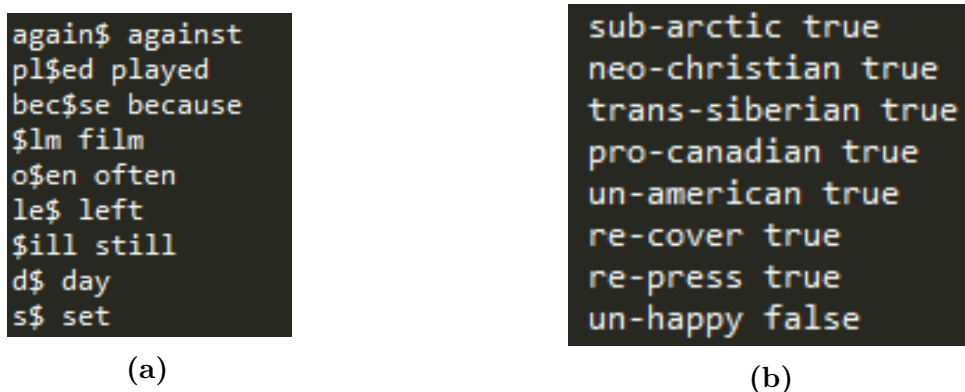 again$ against
pl$ed played
bec$se because
$lm film
o$en often
le$ left
$ill still
d$ day
s$ set
(a)
sub-arctic true
neo-christian true
trans-siberian true
pro-canadian true
un-american true
re-cover true
re-press true
un-happy false
(b)